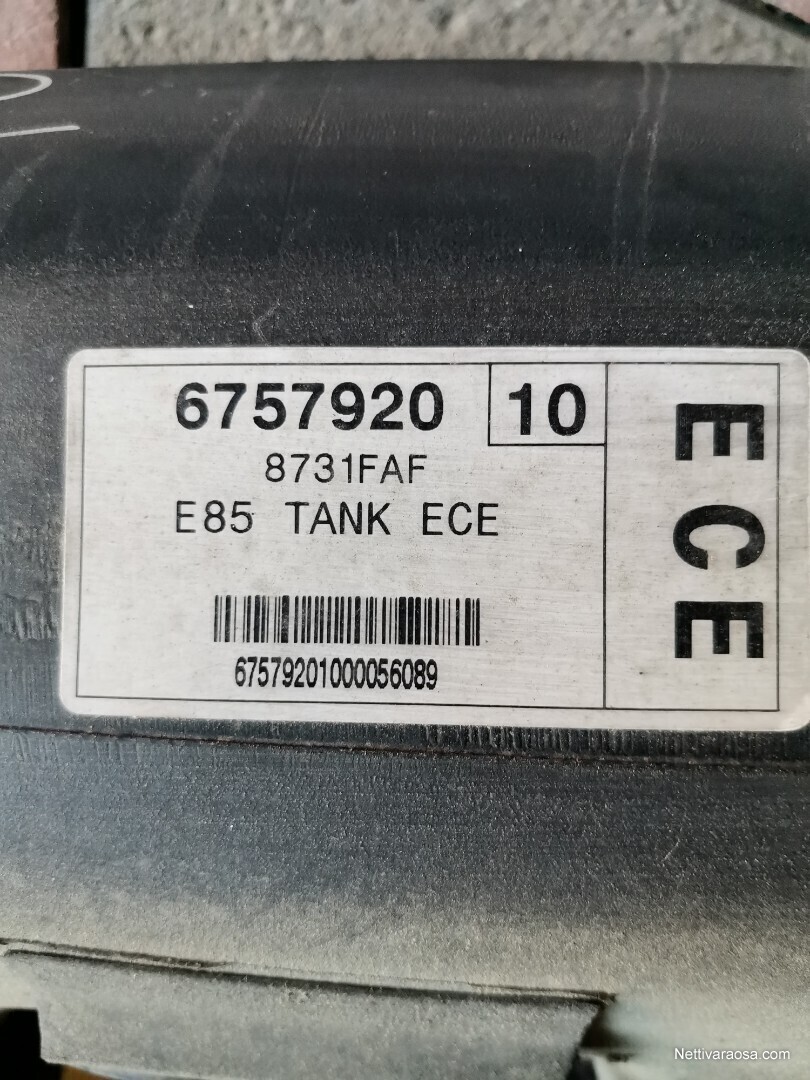 6757920 10
8731FAF
E85 TANK ECE
67579201000056089
ECE
Nettivaraosa.com